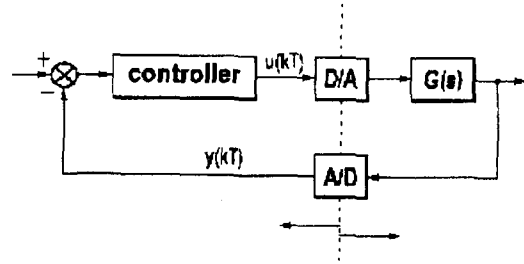 +
−
controller
u(kT)
D/A
G(s)
y(kT)
A/D